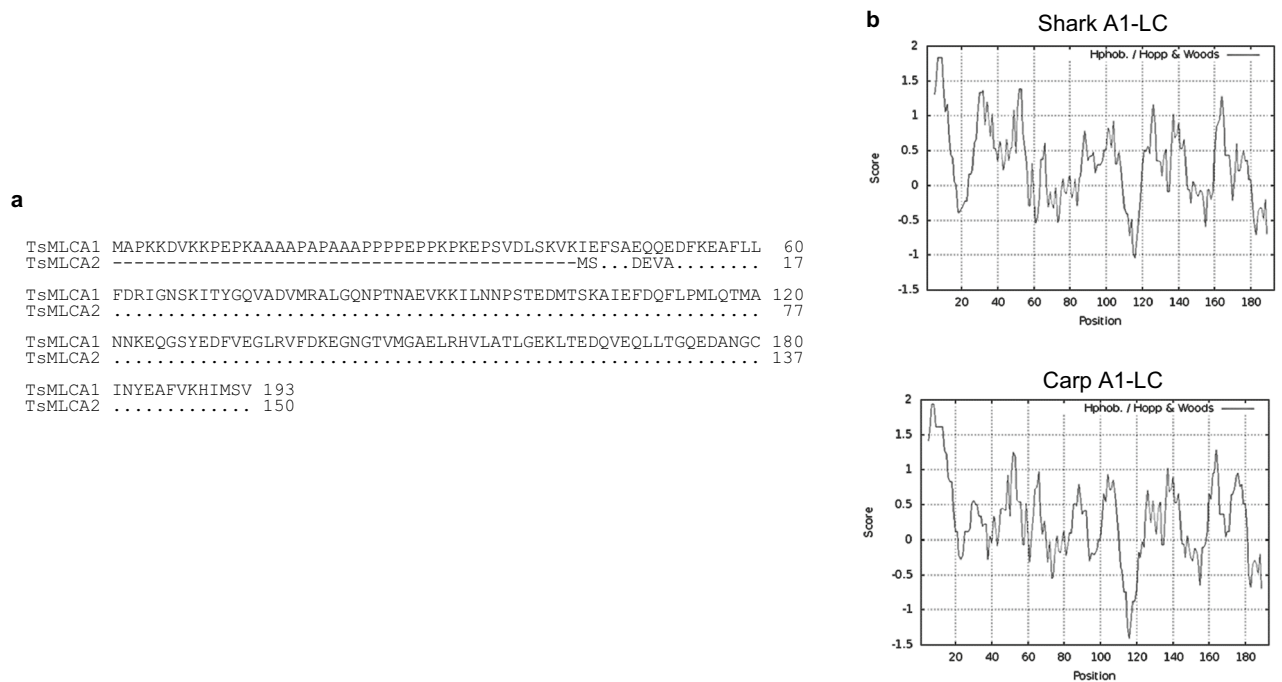 a
TsMLCA1 MAPKKDVKKPEPKAAAAPAPAAAPPPPEPPKPKEPSVDLSKVKIEFSAEQQEDFKEAFLL 60
TsMLCA2 -------------------------------------------MS...DEVA........ 17
TsMLCA1 FDRIGNSKITYGQVADVMRALGQNPTNAEVKKILNNPSTEDMTSKAIEFDQFLPMLQTMA 120
TsMLCA2 ............................................................ 77
TsMLCA1 NNKEQGSYEDFVEGLRVFDKEGNGTVMGAELRHVLATLGEKLTEDQVEQLLTGQEDANGC 180
TsMLCA2 ............................................................ 137
TsMLCA1 INYEAFVKHIMSV 193
TsMLCA2 ............. 150
b
Shark A1-LC
Hphob. / Hopp & Woods
2
1.5
1
0.5
0
-0.5
-1
-1.5
Score
20 40 60 80 100 120 140 160 180
Position
Carp A1-LC
Hphob. / Hopp & Woods
2
1.5
1
0.5
0
-0.5
-1
-1.5
Score
20 40 60 80 100 120 140 160 180
Position